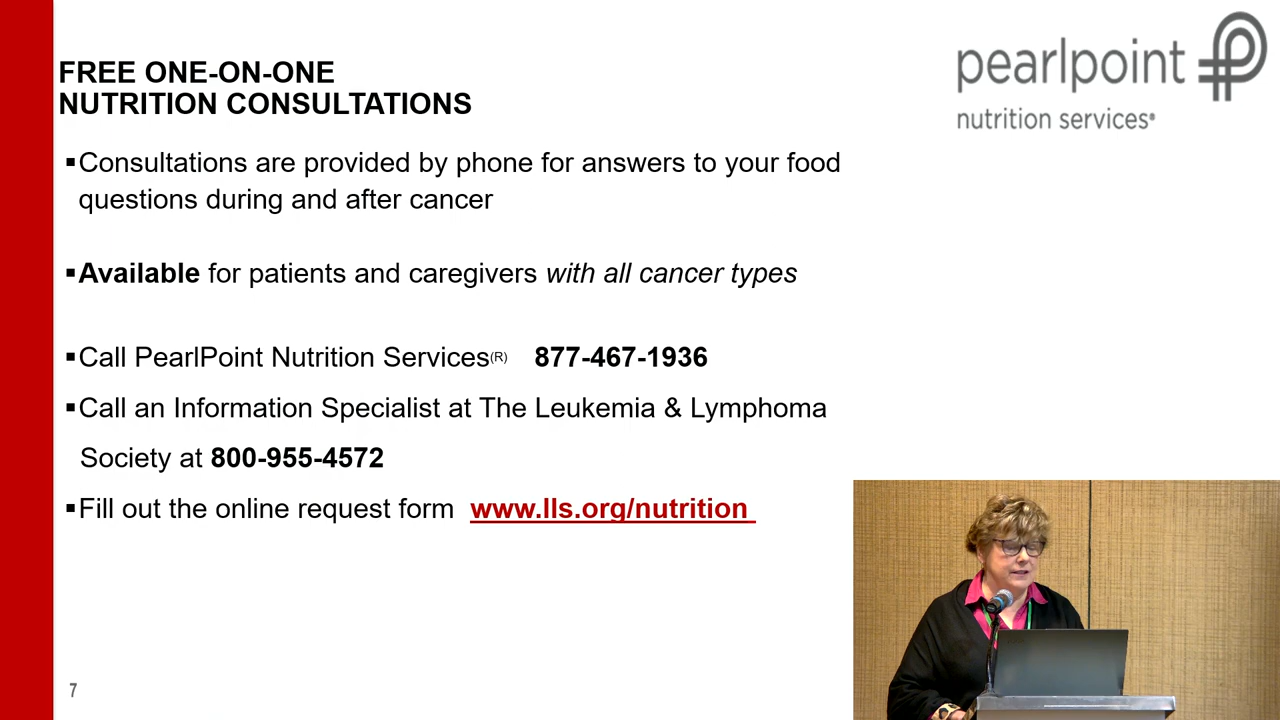 FREE ONE-ON-ONE
NUTRITION CONSULTATIONS
pearlpoint
nutrition services®
▪Consultations are provided by phone for answers to your food
questions during and after cancer
▪Available for patients and caregivers with all cancer types
▪Call PearlPoint Nutrition Services(R) 877-467-1936
▪Call an Information Specialist at The Leukemia & Lymphoma
Society at 800-955-4572
▪Fill out the online request form www.lls.org/nutrition
7